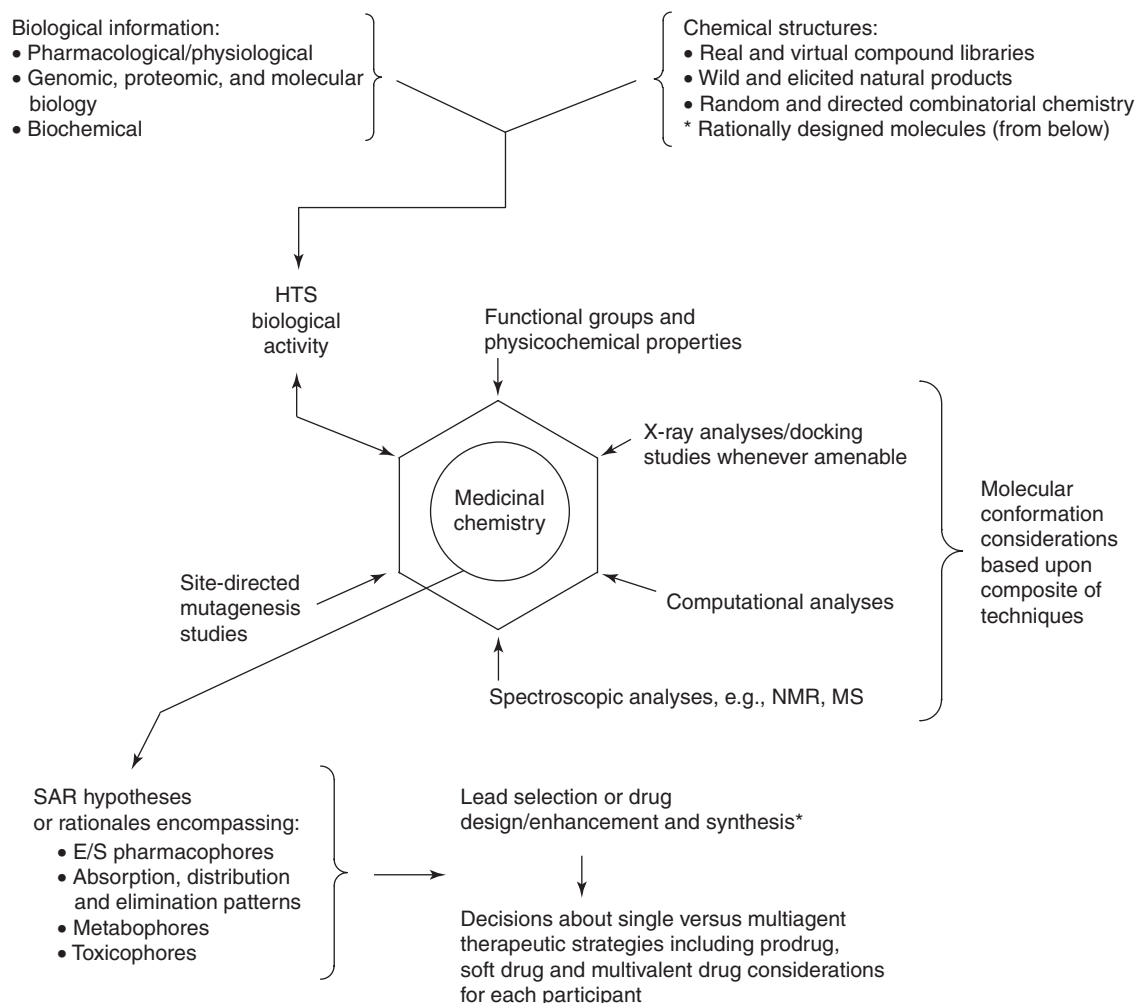 Biological information:
• Pharmacological/physiological
• Genomic, proteomic, and molecular
biology
• Biochemical
Chemical structures:
• Real and virtual compound libraries
• Wild and elicited natural products
• Random and directed combinatorial chemistry
* Rationally designed molecules (from below)
HTS
biological
activity
Functional groups and
physicochemical properties
X-ray analyses/docking
studies whenever amenable
Medicinal
chemistry
Molecular
conformation
considerations
based upon
composite of
techniques
Site-directed
mutagenesis
studies
Computational analyses
Spectroscopic analyses, e.g., NMR, MS
SAR hypotheses
or rationales encompassing:
• E/S pharmacophores
• Absorption, distribution
and elimination patterns
• Metabophores
• Toxicophores
Lead selection or drug
design/enhancement and synthesis*
Decisions about single versus multiagent
therapeutic strategies including prodrug,
soft drug and multivalent drug considerations
for each participant